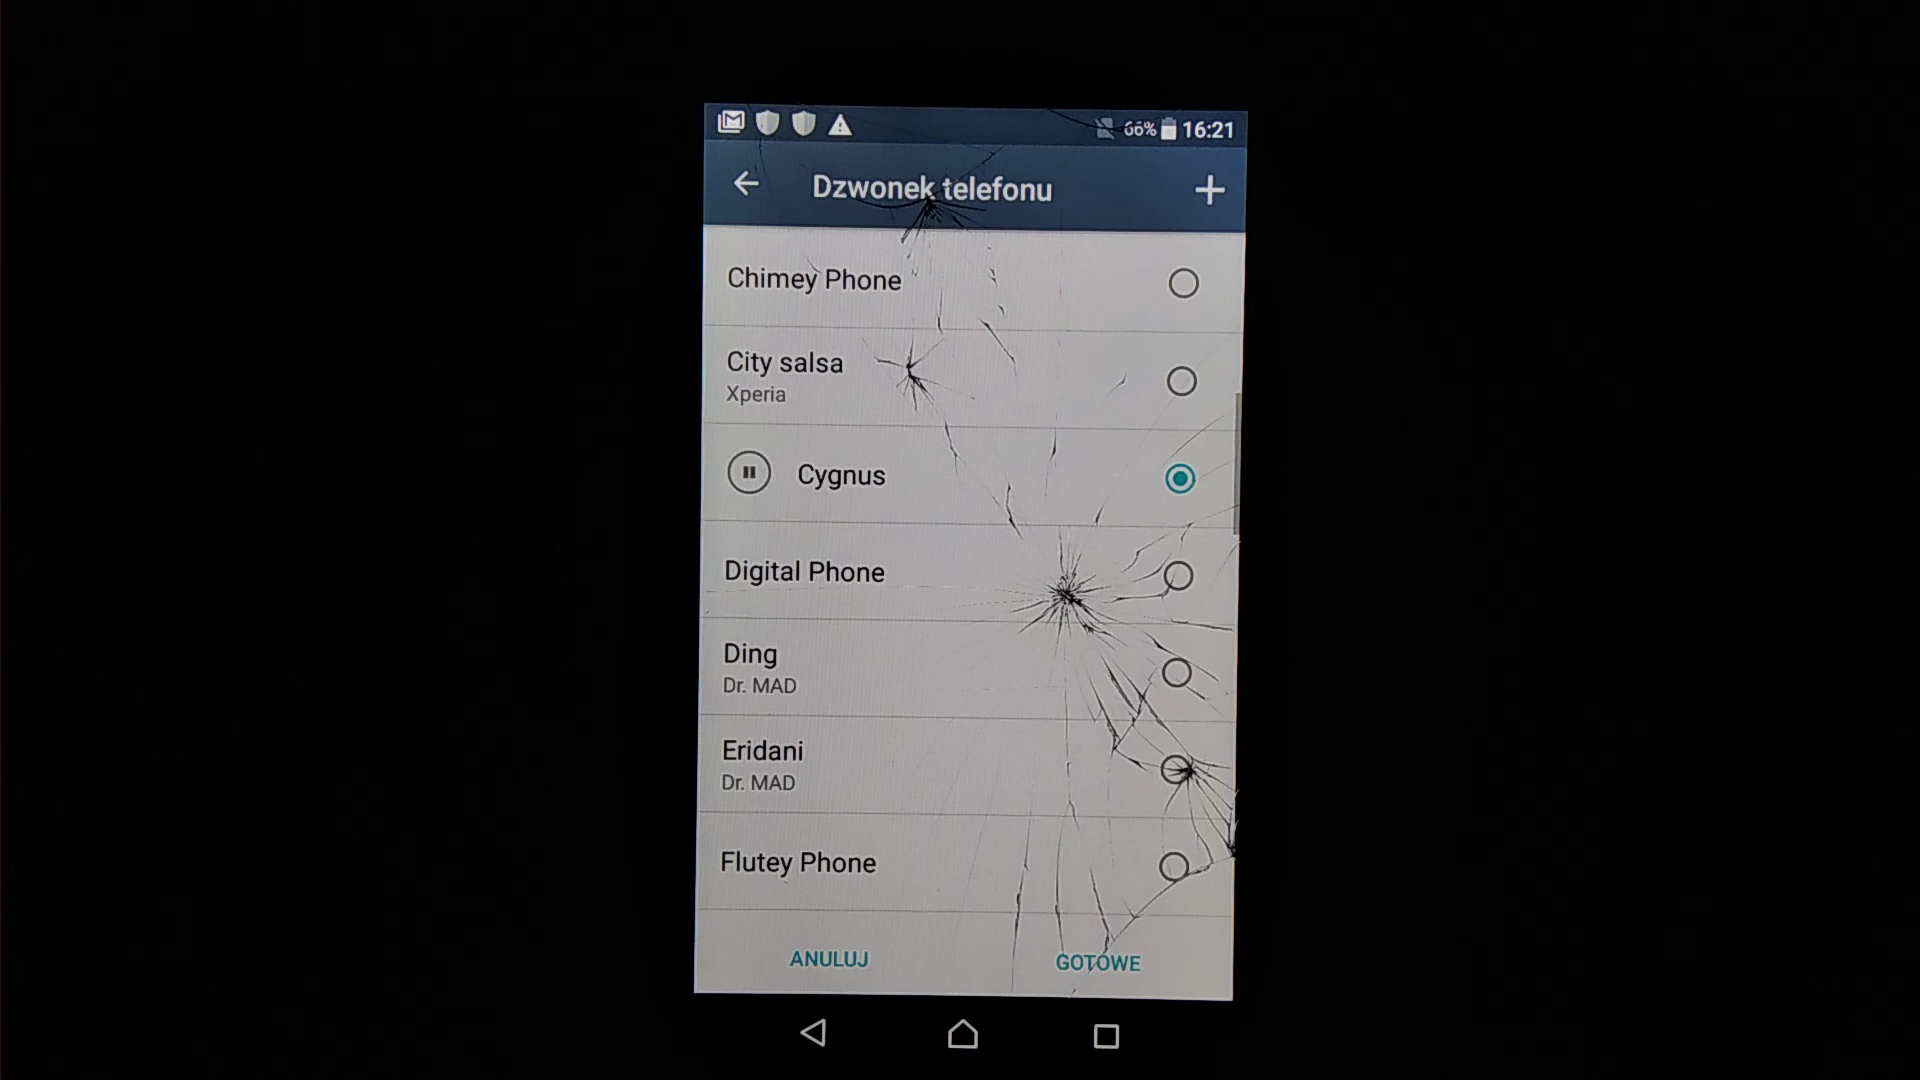 66% 16:21
Dzwonek telefonu
Chimey Phone
City salsa
Xperia
Cygnus
Digital Phone
Ding
Dr. MAD
Eridani
Dr. MAD
Flutey Phone
ANULUJ GOTOWE